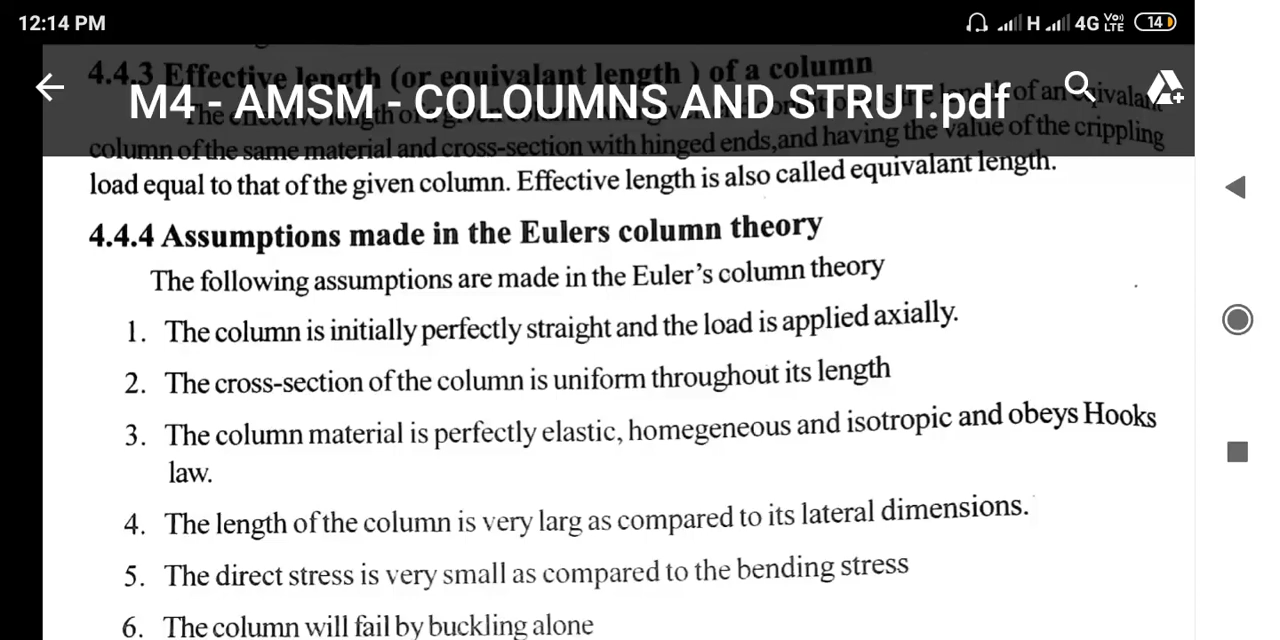 12:14 PM H 4G Vo) LTE 14
4.4.3 Effective length (or equivalant length ) of a column
M4 - AMSM - COLOUMNS AND STRUT.pdf
The effective length of a given column
column of the same material and cross-section with hinged ends,and having the value of the crippling
load equal to that of the given column. Effective length is also called equivalant length.
4.4.4 Assumptions made in the Eulers column theory
The following assumptions are made in the Euler's column theory
1. The column is initially perfectly straight and the load is applied axially.
2. The cross-section of the column is uniform throughout its length
3. The column material is perfectly elastic, homegeneous and isotropic and obeys Hooks
law.
4. The length of the column is very larg as compared to its lateral dimensions.
5. The direct stress is very small as compared to the bending stress
6. The column will fail by buckling alone